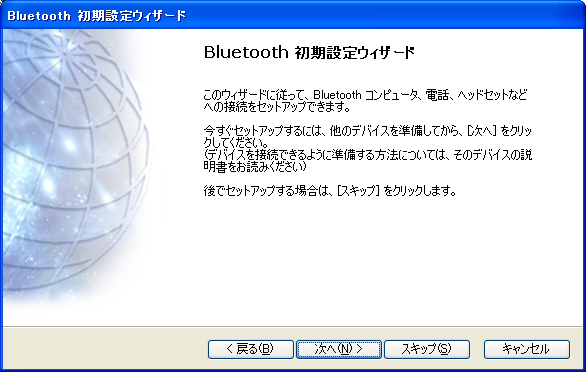 Bluetooth 初期設定ウィザード
Bluetooth 初期設定ウィザード
このウィザードに従って、Bluetooth コンピュータ、電話、ヘッドセットなど
への接続をセットアップできます。
今すぐセットアップするには、他のデバイスを準備してから、[次へ] をクリッ
クしてください。
(デバイスを接続できるように準備する方法については、そのデバイスの説
明書をお読みください)
後でセットアップする場合は、[スキップ] をクリックします。
< 戻る(B)
次へ(N) >
スキップ(S)
キャンセル